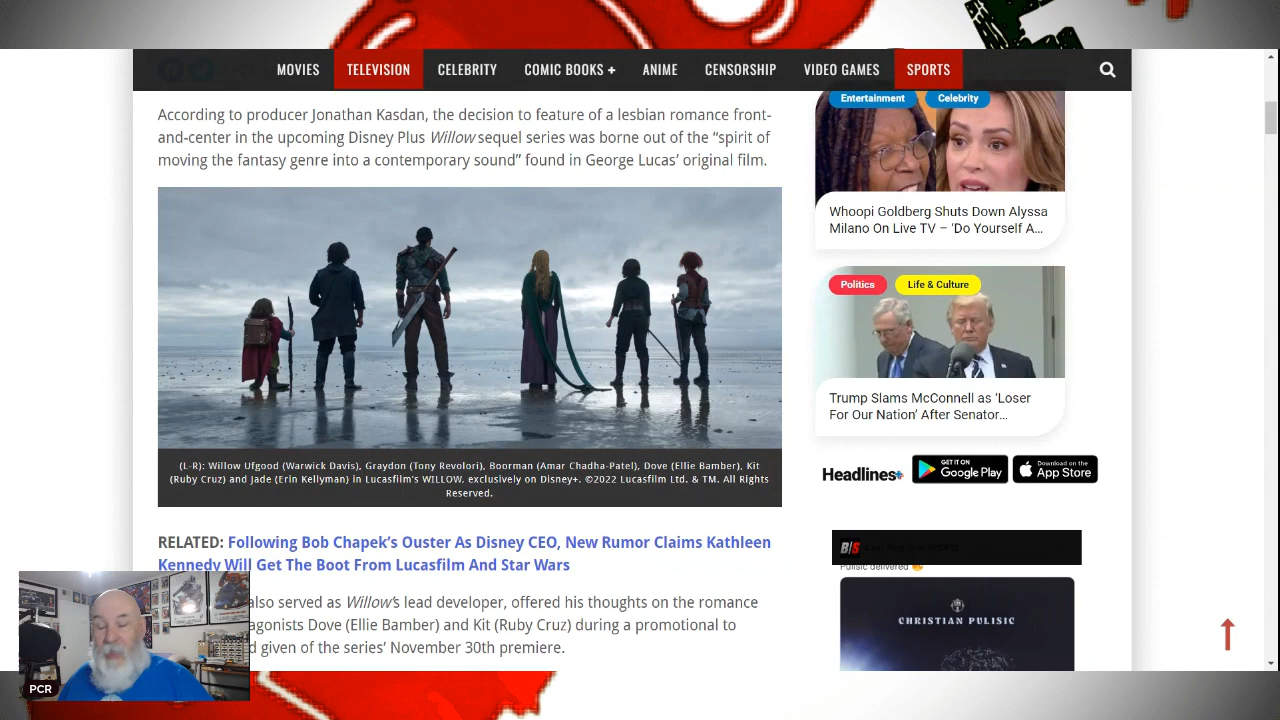 MOVIES TELEVISION CELEBRITY COMIC BOOKS + ANIME CENSORSHIP VIDEO GAMES SPORTS
According to producer Jonathan Kasdan, the decision to feature of a lesbian romance front-
and-center in the upcoming Disney Plus Willow sequel series was borne out of the “spirit of
moving the fantasy genre into a contemporary sound” found in George Lucas’ original film.
(L-R): Willow Ufgood (Warwick Davis), Graydon (Tony Revolori), Boorman (Amar Chadha-Patel), Dove (Ellie Bamber), Kit
(Ruby Cruz) and Jade (Erin Kellyman) in Lucasfilm's WILLOW, exclusively on Disney+. ©2022 Lucasfilm Ltd. & TM. All Rights
Reserved.
RELATED: Following Bob Chapek’s Ouster As Disney CEO, New Rumor Claims Kathleen
Kennedy Will Get The Boot From Lucasfilm And Star Wars
also served as Willow’s lead developer, offered his thoughts on the romance
agonists Dove (Ellie Bamber) and Kit (Ruby Cruz) during a promotional to
given of the series’ November 30th premiere.
Entertainment Celebrity
Whoopi Goldberg Shuts Down Alyssa
Milano On Live TV – ‘Do Yourself A...
Politics Life & Culture
Trump Slams McConnell as ‘Loser
For Our Nation’ After Senator...
Headlines+
GET IT ON
Google Play
Download on the
App Store
B|S
Pulisic delivered
CHRISTIAN PULISIC
PCR